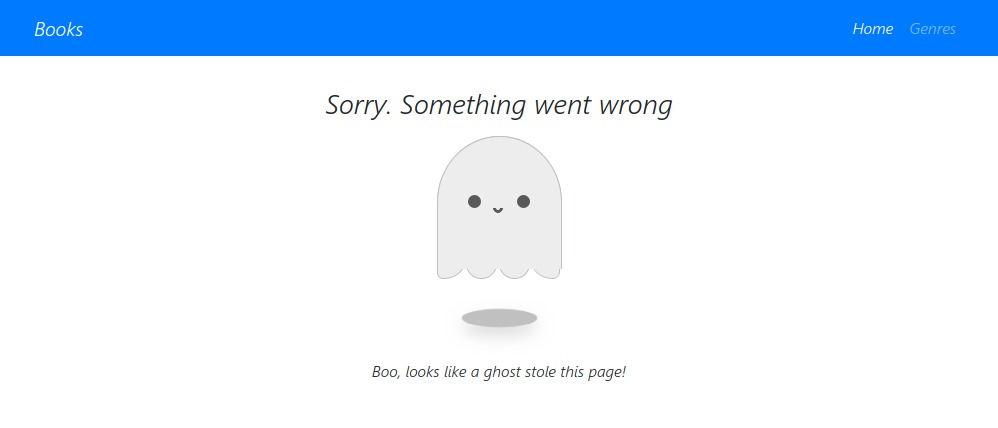 Books
Home Genres
Sorry. Something went wrong
Boo, looks like a ghost stole this page!